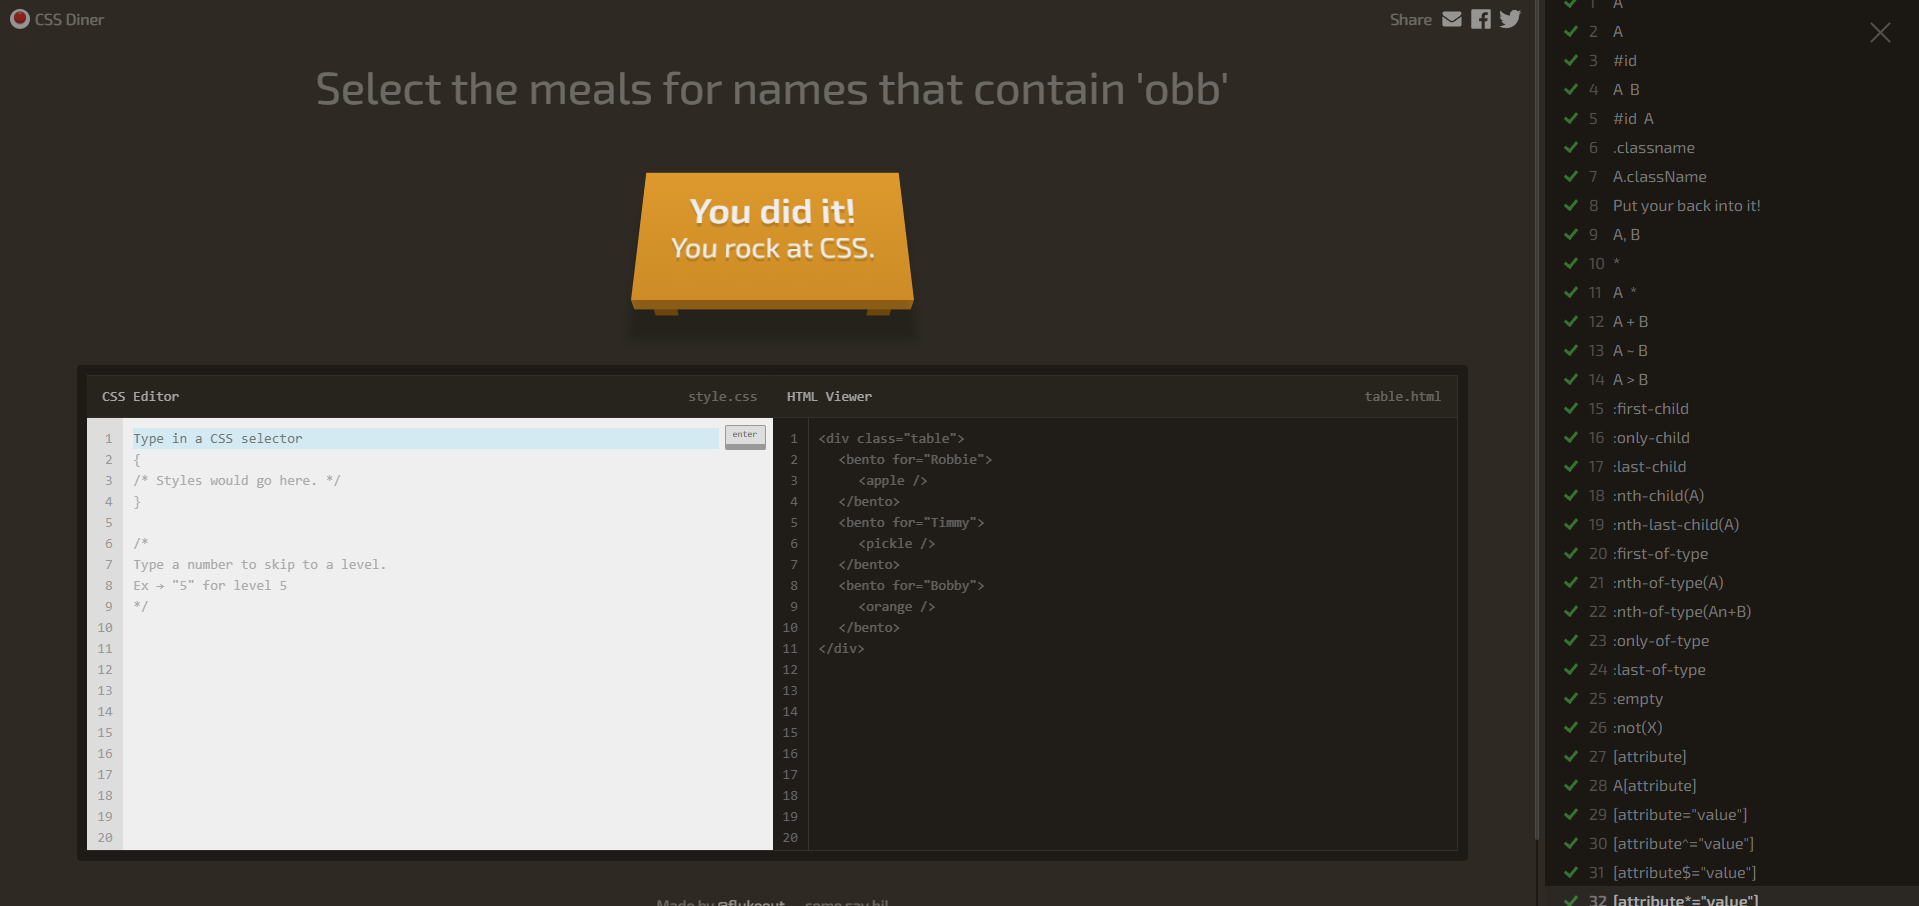 CSS Diner
Share
Select the meals for names that contain 'obb'
You did it!
You rock at CSS.
CSS Editor
style.css
HTML Viewer
table.html
1 Type in a CSS selector
enter
2 {
3 /* Styles would go here. */
4 }
5
6 /*
7 Type a number to skip to a level.
8 Ex → "5" for level 5
9 */
10
11
12
13
14
15
16
17
18
19
20
1 <div class="table">
2 <bento for="Robbie">
3 <apple />
4 </bento>
5 <bento for="Timmy">
6 <pickle />
7 </bento>
8 <bento for="Bobby">
9 <orange />
10 </bento>
11 </div>
12
13
14
15
16
17
18
19
20
Made by @flukeout
1 A
2 A
3 #id
4 A B
5 #id A
6 .classname
7 A.className
8 Put your back into it!
9 A, B
10 *
11 A *
12 A + B
13 A ~ B
14 A > B
15 :first-child
16 :only-child
17 :last-child
18 :nth-child(A)
19 :nth-last-child(A)
20 :first-of-type
21 :nth-of-type(A)
22 :nth-of-type(An+B)
23 :only-of-type
24 :last-of-type
25 :empty
26 :not(X)
27 [attribute]
28 A[attribute]
29 [attribute="value"]
30 [attribute^="value"]
31 [attribute$="value"]
32 [attribute*="value"]